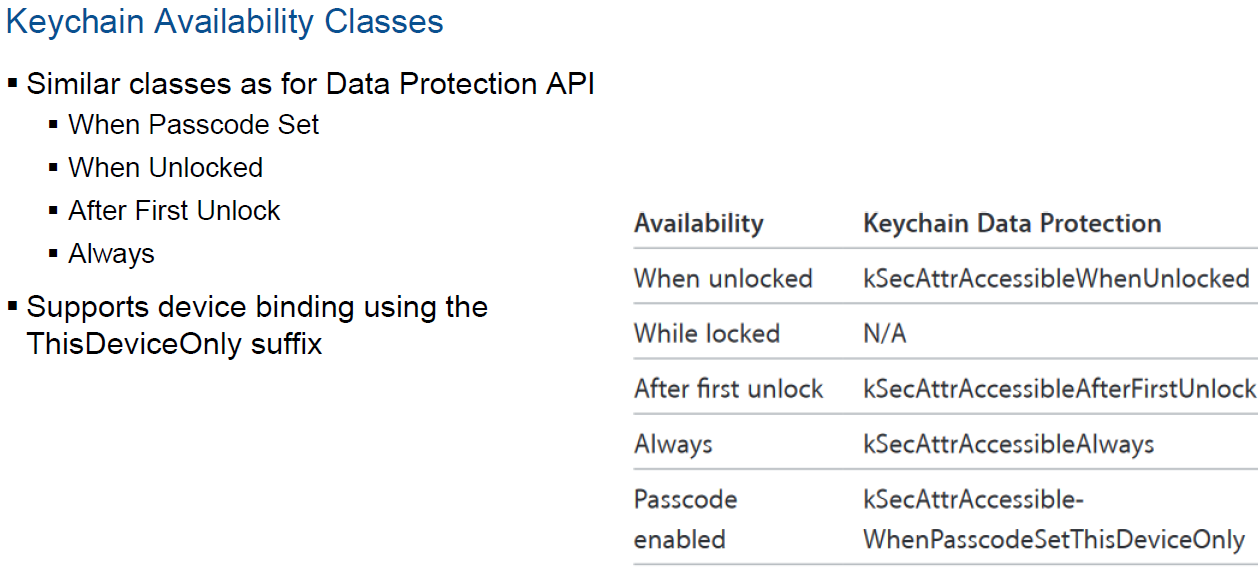 Keychain Availability Classes
▪ Similar classes as for Data Protection API
▪ When Passcode Set
▪ When Unlocked
▪ After First Unlock
▪ Always
▪ Supports device binding using the
ThisDeviceOnly suffix
Availability Keychain Data Protection
When unlocked kSecAttrAccessibleWhenUnlocked
While locked N/A
After first unlock kSecAttrAccessibleAfterFirstUnlock
Always kSecAttrAccessibleAlways
Passcode kSecAttrAccessible-
enabled WhenPasscodeSetThisDeviceOnly